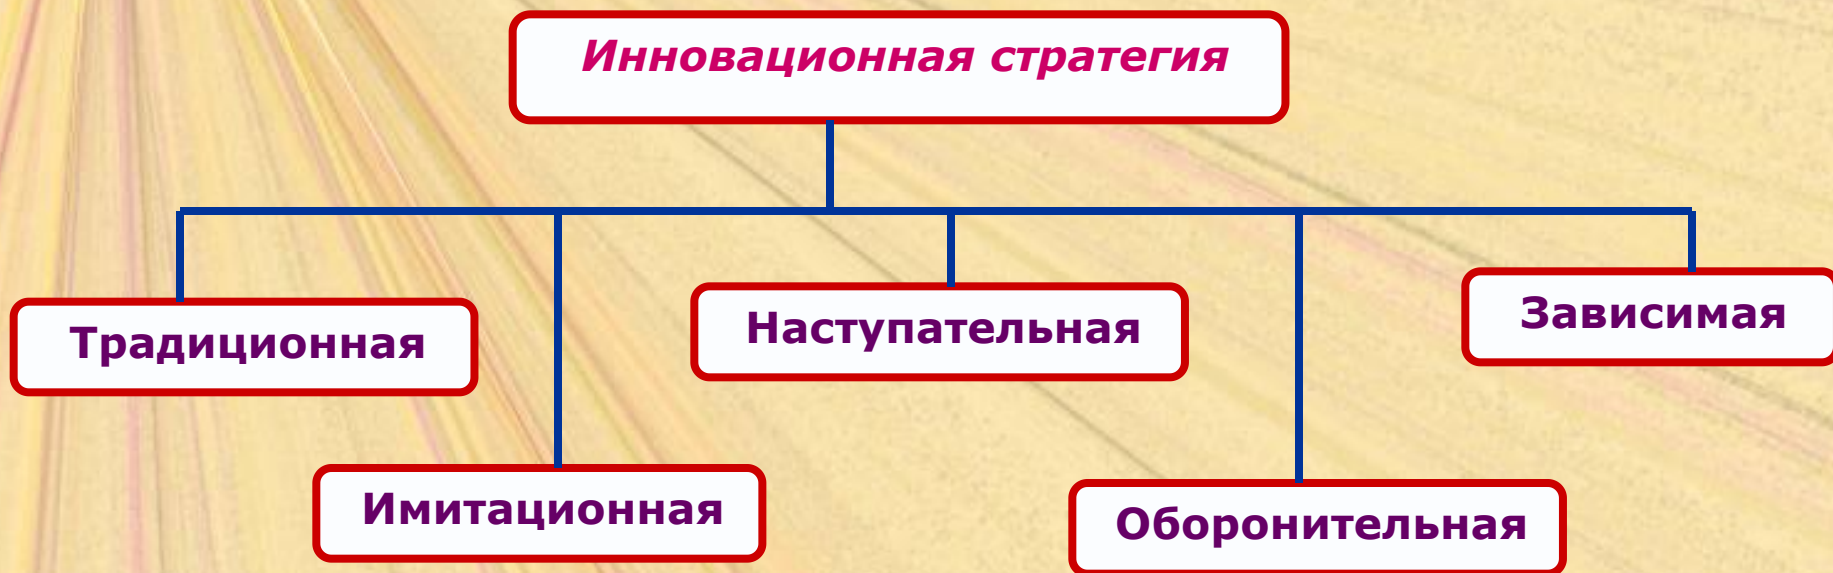 Инновационная стратегия
Традиционная
Имитационная
Наступательная
Оборонительная
Зависимая